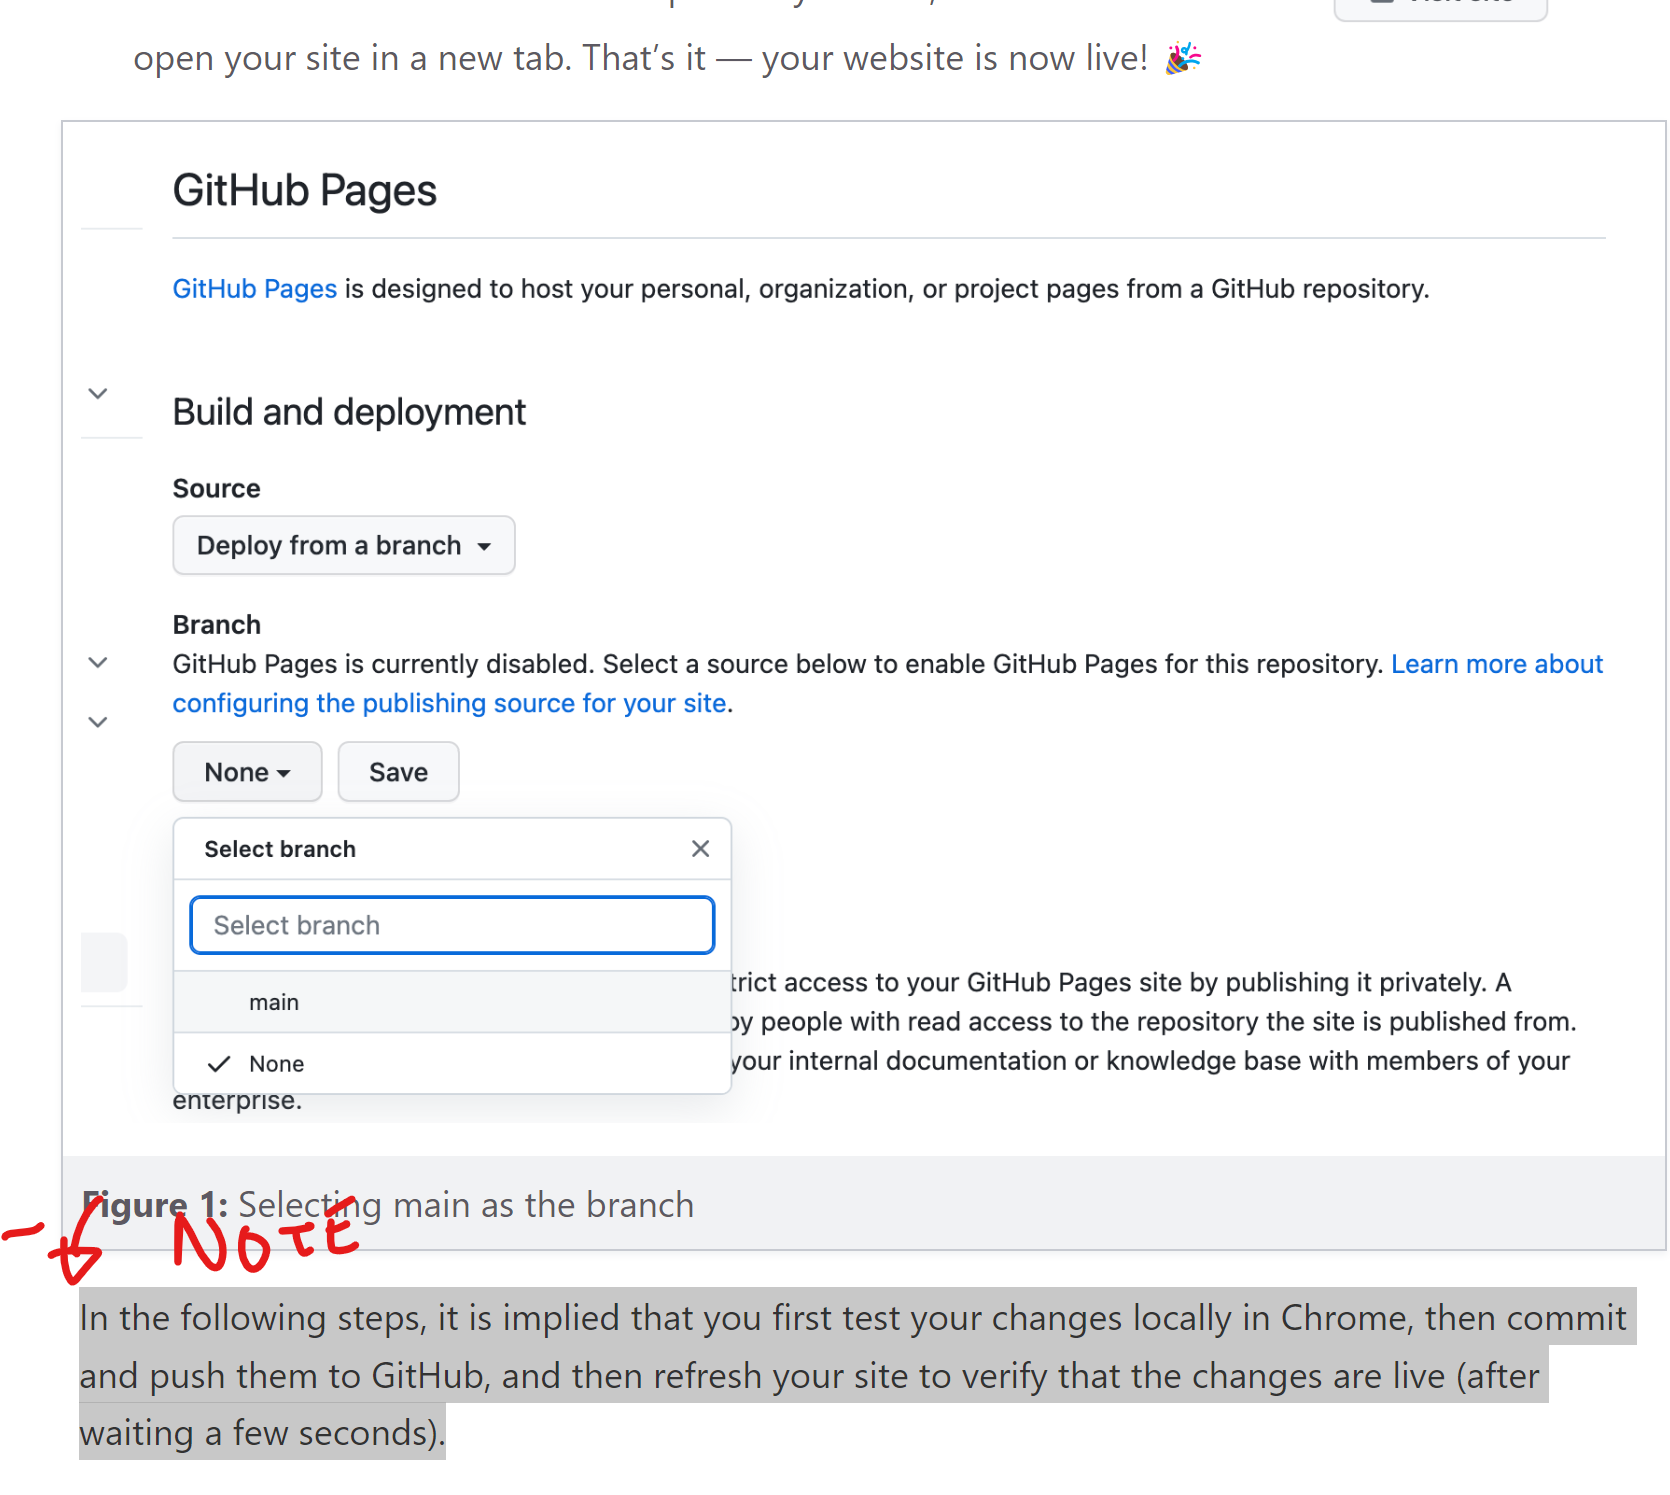 open your site in a new tab. That’s it — your website is now live! 🎉
GitHub Pages
GitHub Pages is designed to host your personal, organization, or project pages from a GitHub repository.
Build and deployment
Source
Deploy from a branch
Branch
GitHub Pages is currently disabled. Select a source below to enable GitHub Pages for this repository. Learn more about
configuring the publishing source for your site.
None
Save
Select branch
Select branch
main
None
trict access to your GitHub Pages site by publishing it privately. A
by people with read access to the repository the site is published from.
your internal documentation or knowledge base with members of your
enterprise.
Figure 1: Selecting main as the branch
NOTE
In the following steps, it is implied that you first test your changes locally in Chrome, then commit
and push them to GitHub, and then refresh your site to verify that the changes are live (after
waiting a few seconds).